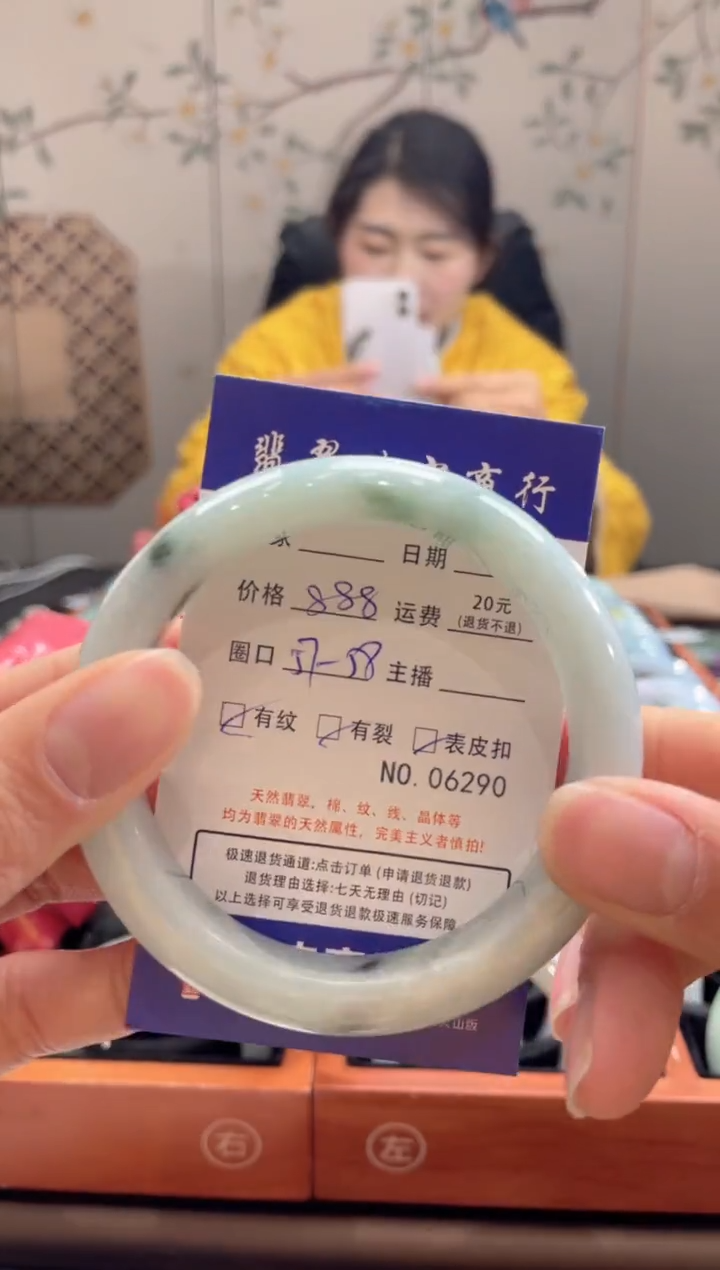 翡翠 商行
日期
价格 888 运费 20元
(退货不退)
圈口 57-58 主播
有纹 有裂 表皮扣
NO. 06290
天然翡翠，棉、纹、线、晶体等
均为翡翠的天然属性，完美主义者慎拍!
极速退货通道:点击订单 (申请退货退款)
退货理由选择:七天无理由 (切记)
以上选择可享受退货退款极速服务保障
右 左